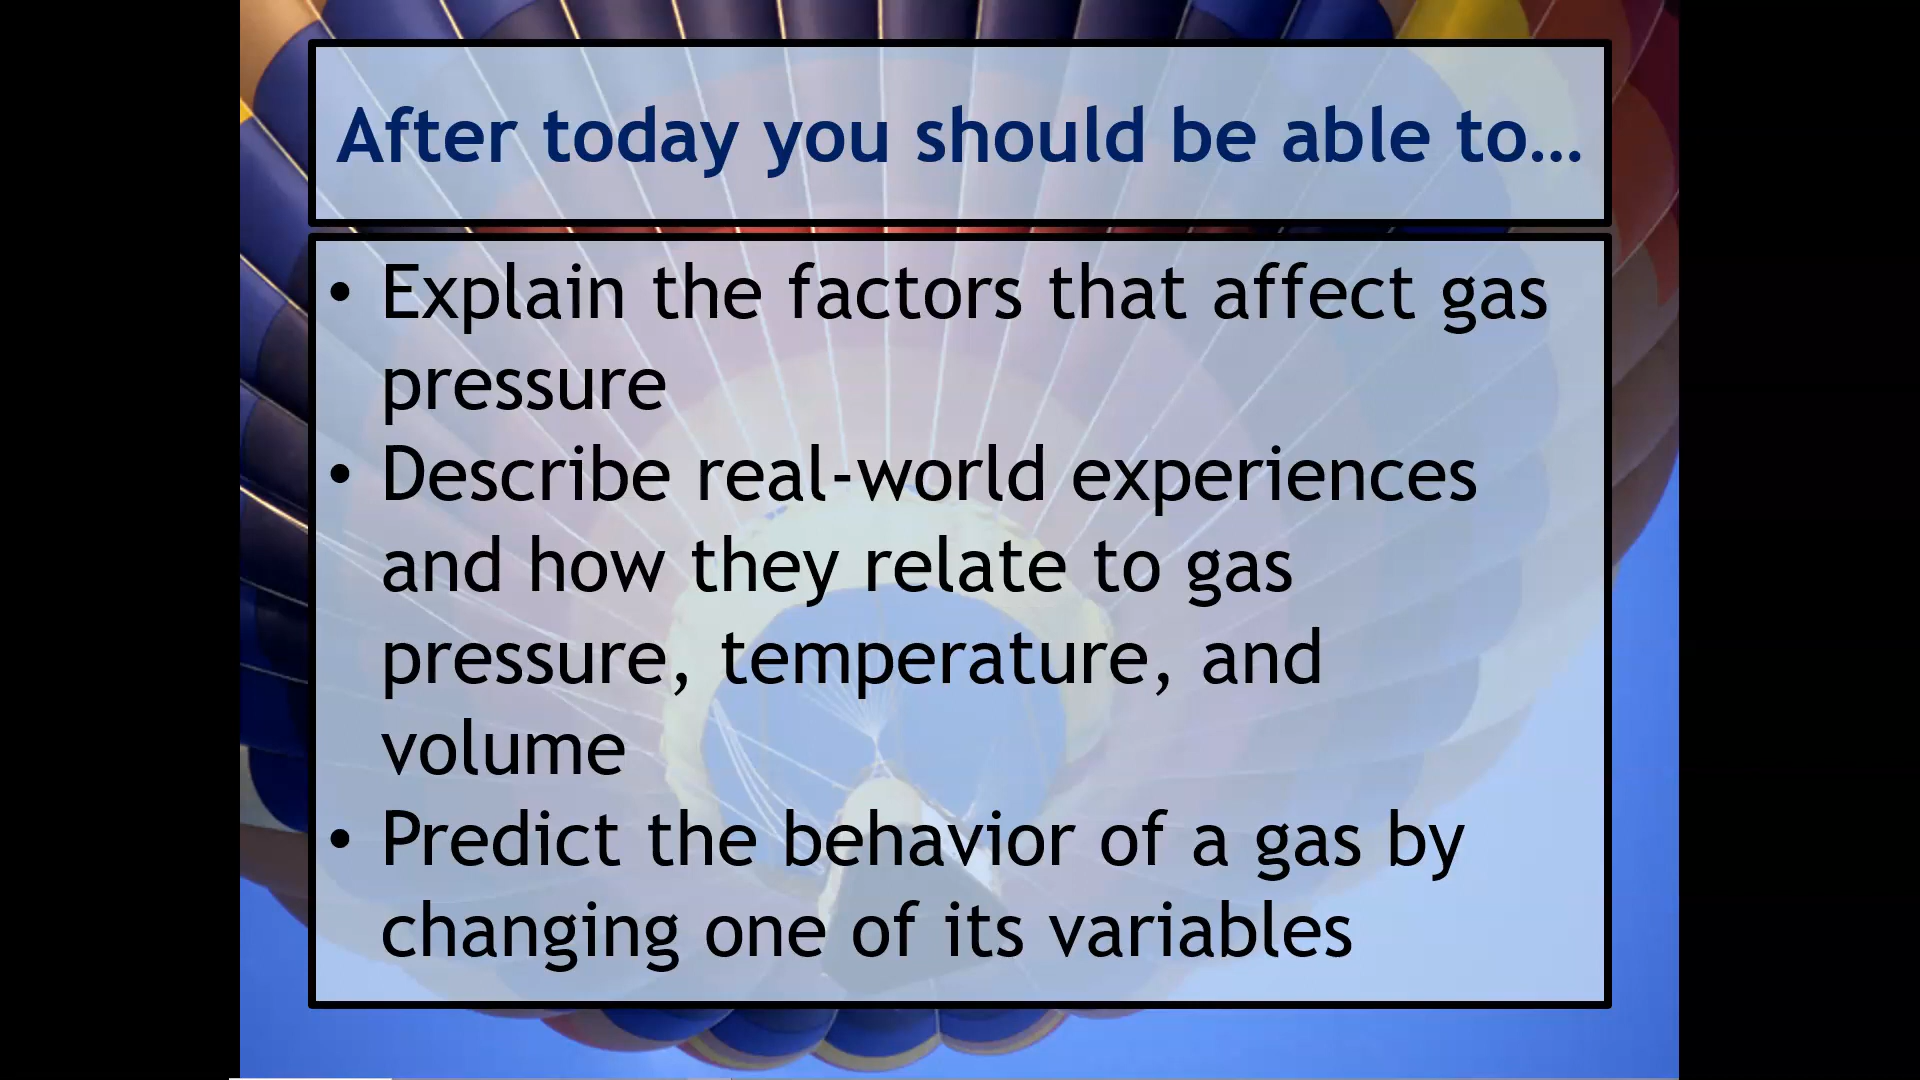 After today you should be able to...
• Explain the factors that affect gas
pressure
• Describe real-world experiences
and how they relate to gas
pressure, temperature, and
volume
• Predict the behavior of a gas by
changing one of its variables